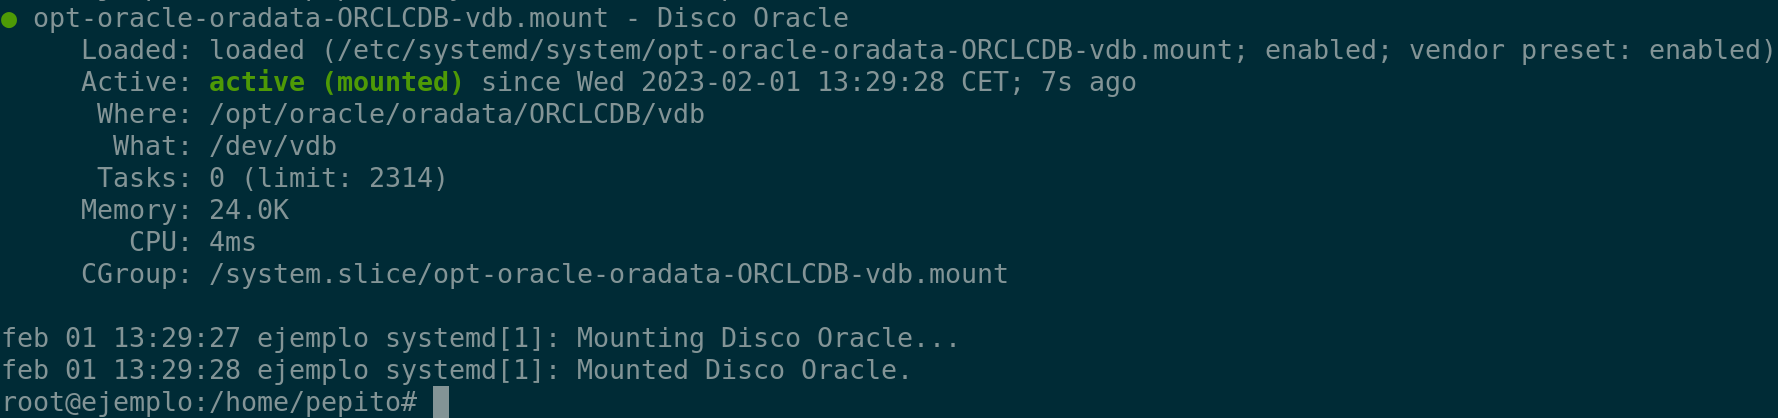 ● opt-oracle-oradata-ORCLCDB-vdb.mount - Disco Oracle
Loaded: loaded (/etc/systemd/system/opt-oracle-oradata-ORCLCDB-vdb.mount; enabled; vendor preset: enabled)
Active: active (mounted) since Wed 2023-02-01 13:29:28 CET; 7s ago
Where: /opt/oracle/oradata/ORCLCDB/vdb
What: /dev/vdb
Tasks: 0 (limit: 2314)
Memory: 24.0K
CPU: 4ms
CGroup: /system.slice/opt-oracle-oradata-ORCLCDB-vdb.mount
feb 01 13:29:27 ejemplo systemd[1]: Mounting Disco Oracle...
feb 01 13:29:28 ejemplo systemd[1]: Mounted Disco Oracle.
root@ejemplo:/home/pepito#